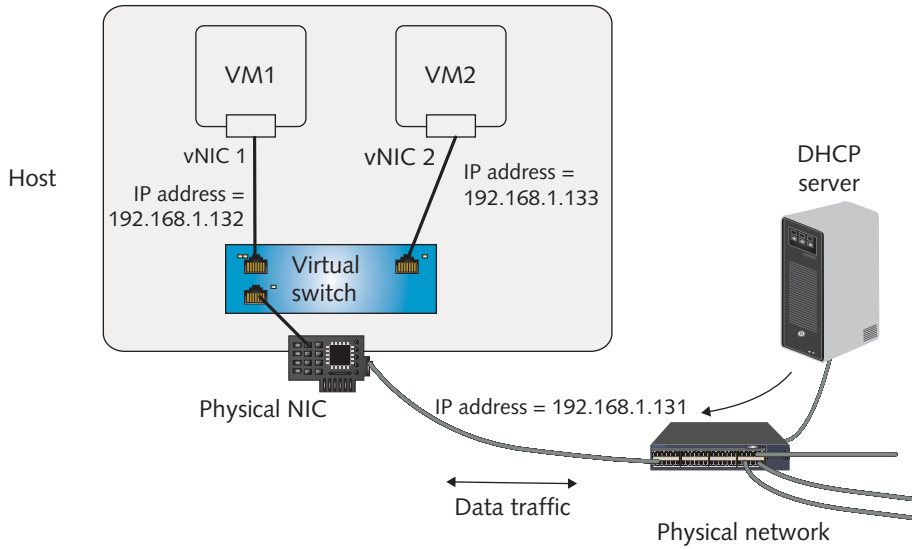 VM1
VM2
vNIC 1
vNIC 2
IP address =
192.168.1.132
IP address =
192.168.1.133
Host
DHCP
server
Virtual
switch
Physical NIC
IP address = 192.168.1.131
Data traffic
Physical network